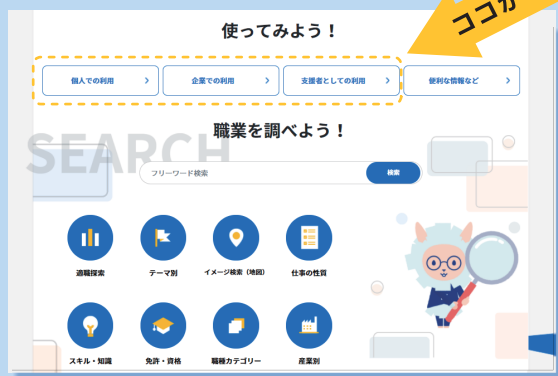 ココが
使ってみよう！
個人での利用
企業での利用
支援者としての利用
便利な情報など
職業を調べよう！
SEARCH
フリーワード検索
検索
適職探索
テーマ別
イメージ検索（地図）
仕事の性質
スキル・知識
免許・資格
職種カテゴリー
産業別